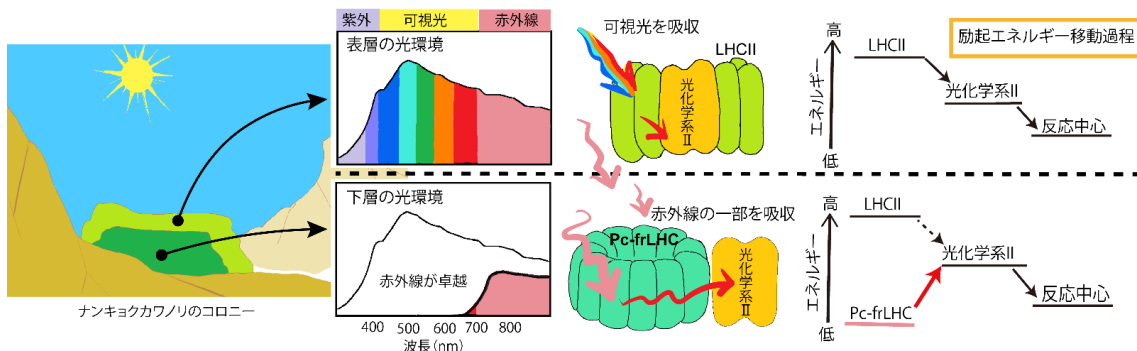 紫外
可視光
赤外線
表層の光環境
下層の光環境
赤外線が卓越
400
500
600
700
800
波長(nm)
ナンキョクカワノリのコロニー
可視光を吸収
LHCII
光化学系Ⅱ
赤外線の一部を吸収
Pc-frLHC
光化学系Ⅱ
励起エネルギー移動過程
高
エネルギー
低
LHCII
光化学系Ⅱ
反応中心
高
エネルギー
低
LHCII
光化学系Ⅱ
反応中心
Pc-frLHC